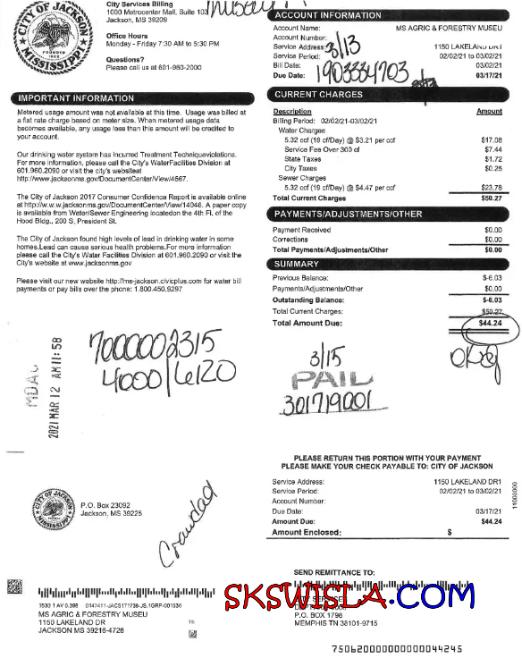 CITY OF JACKSON
MISSISSIPPI
City Services Billing
1000 Metrocenter Mall, Suite 103
Jackson, MS 39209
Office Hours
Monday - Friday 7:30 AM to 5:30 PM
Questions?
Please call us at 601-960-2000
IMPORTANT INFORMATION
Metered usage amount was not available at this time. Usage was billed at
a flat rate charge based on meter size. When metered usage data
becomes available, any usage less than this amount will be credited to
your account.
Our drinking water system has incurred Treatment Techniqueviolations.
For more information, please call the City's Water Facilities Division at
601.960.2090 or visit the city's websiteat
http://www.jacksonms.gov/DocumentCenter/View/4667.
The City of Jackson 2017 Consumer Confidence Report is available online
at http://w.w.w.jacksonms.gov/DocumentCenter/View/14046. A paper copy
is available from Water/Sewer Engineering locatedon the 4th Fl. of the
Hood Bldg., 200 S, President St.
The City of Jackson found high levels of lead in drinking water in some
homes.Lead can cause serious health problems.For more information
please call the City's Water Facilities Division at 601.960.2090 or visit the
City's website at www.jacksonms.gov
Please visit our new website http://jms-jackson.civicplus.com for water bill
payments or pay bills over the phone: 1.800.450.9297
ACCOUNT INFORMATION
Account Name: MS AGRIC & FORESTRY MUSEU
Account Number:
Service Address: 1150 LAKELAND DR1
Service Period: 02/02/21 to 03/02/21
Bill Date: 03/02/21
Due Date: 03/17/21
3/13
1903334703
CURRENT CHARGES
Description Amount
Billing Period: 02/02/21-03/02/21
Water Charges
5.32 ccf (19 cf/Day) @ $3.21 per ccf $17.08
Service Fee Over 300 cf $7.44
State Taxes $1.72
City Taxes $0.25
Sewer Charges
5.32 ccf (19 cf/Day) @ $4.47 per ccf $23.78
Total Current Charges $50.27
PAYMENTS/ADJUSTMENTS/OTHER
Payment Received $0.00
Corrections $0.00
Total Payments/Adjustments/Other $0.00
SUMMARY
Previous Balance: $-6.03
Payments/Adjustments/Other $0.00
Outstanding Balance: $-6.03
Total Current Charges: $50.27
Total Amount Due: $44.24
7000002315
4000/6120
MDAC
2021 MAR 12 AM 11:58
3/15
PAIL
301719001
PLEASE RETURN THIS PORTION WITH YOUR PAYMENT
PLEASE MAKE YOUR CHECK PAYABLE TO: CITY OF JACKSON
Service Address: 1150 LAKELAND DR1
Service Period: 02/02/21 to 03/02/21
Account Number:
Due Date: 03/17/21
Amount Due: $44.24
Amount Enclosed: $
CITY OF JACKSON
MISSISSIPPI
P.O. Box 23092
Jackson, MS 39225
SEND REMITTANCE TO:
CITY SERVICES
MEMPHIS TN 38101-9715
MS AGRIC & FORESTRY MUSEU
1150 LAKELAND DR
JACKSON MS 39216-4728
SKSWISLA.COM